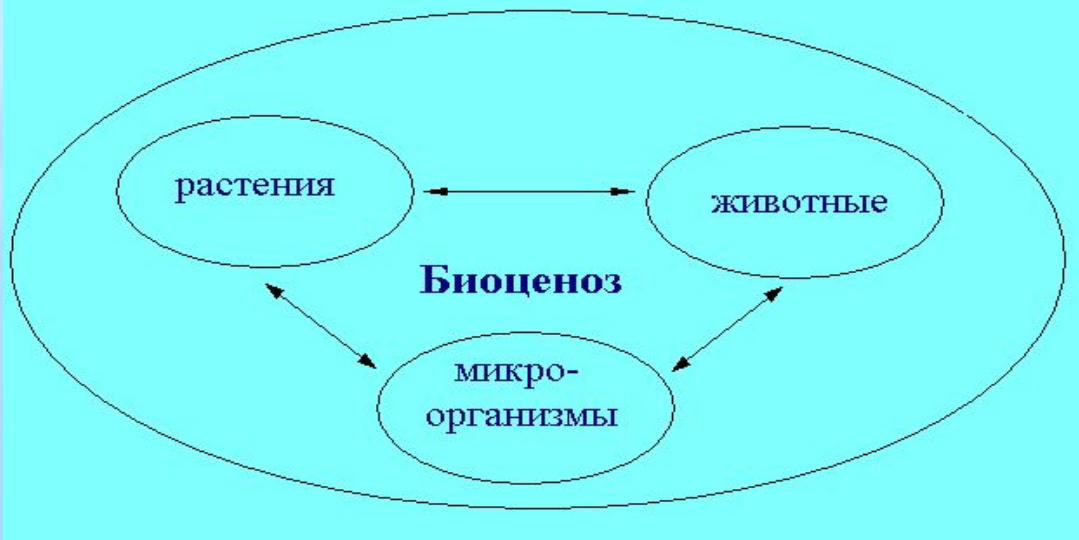 растения
животные
Биоценоз
микро-
организмы